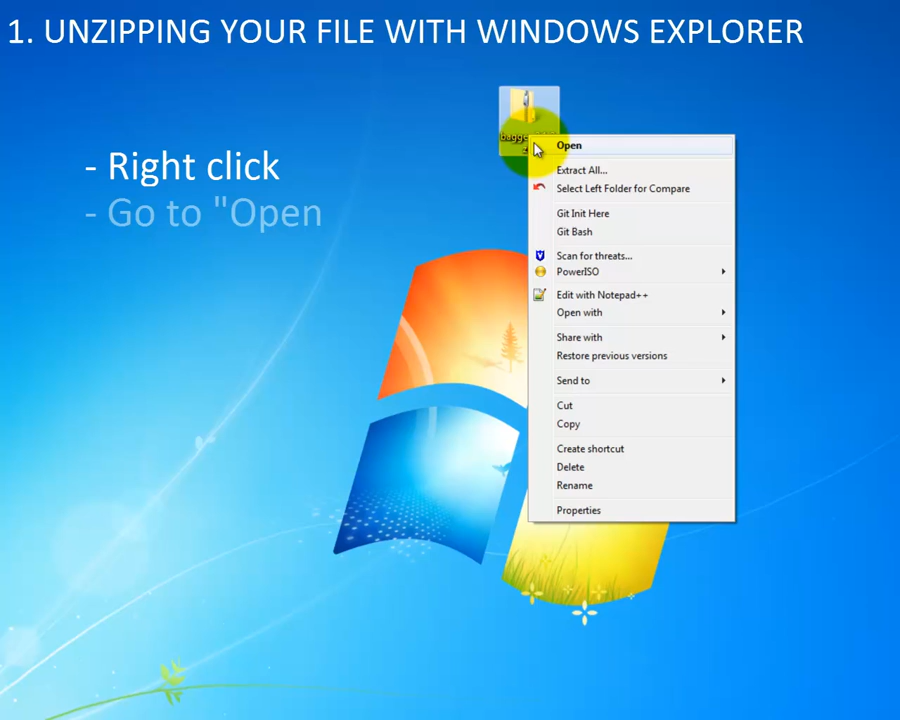 1. UNZIPPING YOUR FILE WITH WINDOWS EXPLORER
- Right click
- Go to "Open
Open
Extract All...
Select Left Folder for Compare
Git Init Here
Git Bash
Scan for threats...
PowerISO
Edit with Notepad++
Open with
Share with
Restore previous versions
Send to
Cut
Copy
Create shortcut
Delete
Rename
Properties